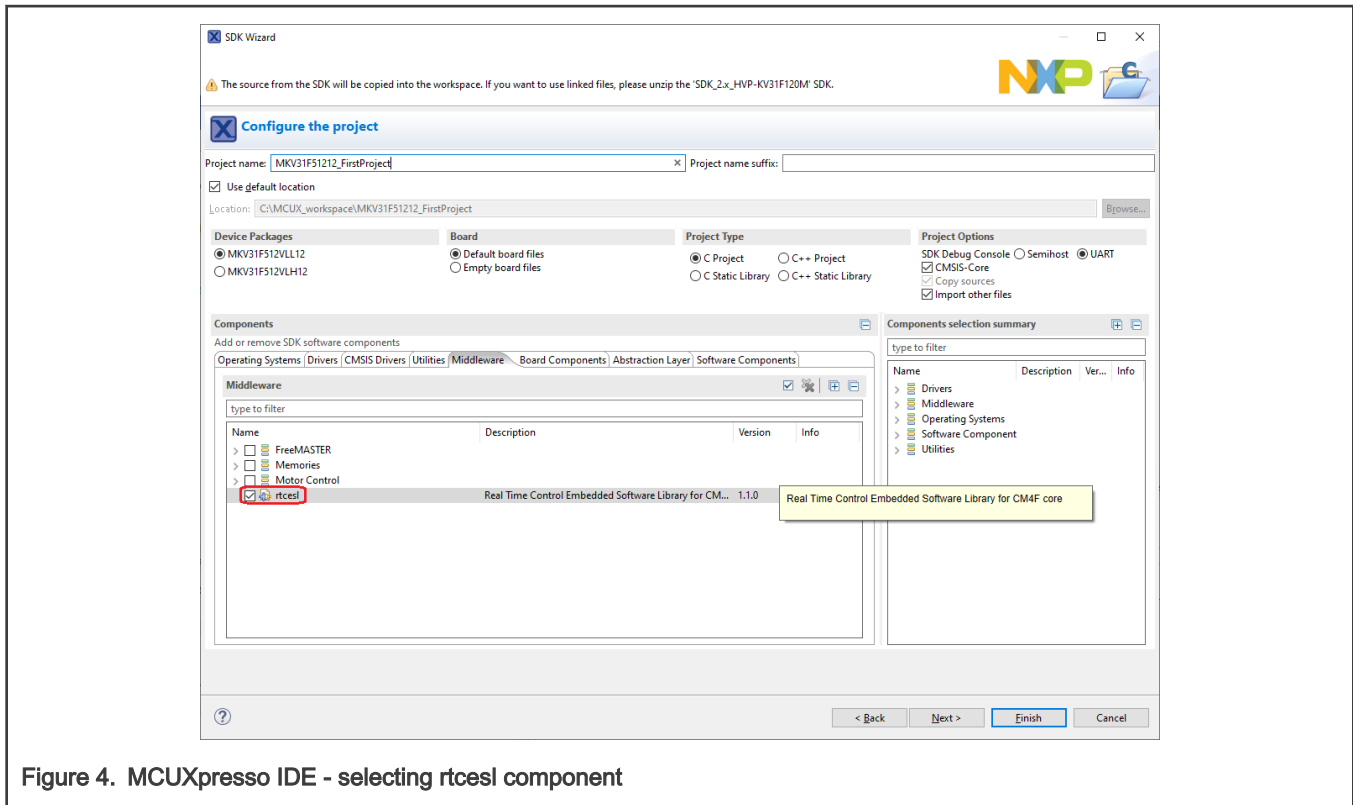 SDK Wizard
The source from the SDK will be copied into the workspace. If you want to use linked files, please unzip the 'SDK_2.x_HVP-KV31F120M' SDK.
NXP
Configure the project
Project name: MKV31F51212_FirstProject Project name suffix:
Use default location
Location: C:\MCUX_workspace\MKV31F51212_FirstProject Browse...
Device Packages Board Project Type Project Options
MKV31F512VLL12 Default board files C Project C++ Project SDK Debug Console Semihost UART
MKV31F512VLH12 Empty board files C Static Library C++ Static Library CMSIS-Core
Copy sources
Import other files
Components Components selection summary
Add or remove SDK software components
type to filter
Operating Systems Drivers CMSIS Drivers Utilities Middleware Board Components Abstraction Layer Software Components
Name Description Ver... Info
Middleware
Drivers
Middleware
Operating Systems
Software Component
Utilities
type to filter
Name Description Version Info
FreeMASTER
Memories
Motor Control
rtcesl Real Time Control Embedded Software Library for CM... 1.1.0
Real Time Control Embedded Software Library for CM4F core
< Back Next > Finish Cancel
Figure 4. MCUXpresso IDE - selecting rtcesl component